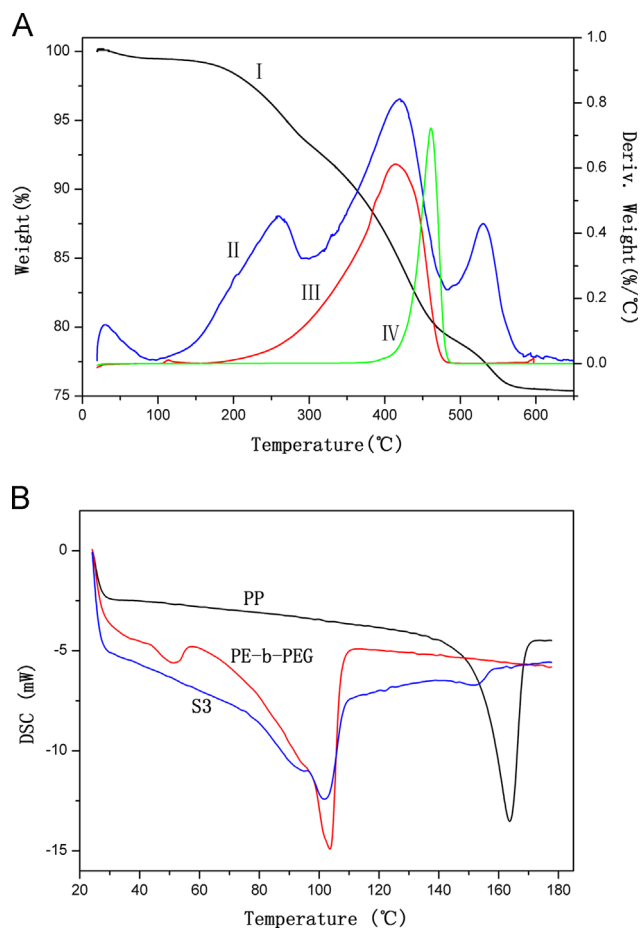 A
100
95
90
85
80
75
Weight(%)
I
II
III
IV
1.0
0.8
0.6
0.4
0.2
0.0
Deriv. Weight(%/℃)
0 100 200 300 400 500 600
Temperature(℃)
B
0
-5
-10
-15
DSC (mW)
PP
PE-b-PEG
S3
20 40 60 80 100 120 140 160 180
Temperature (℃)